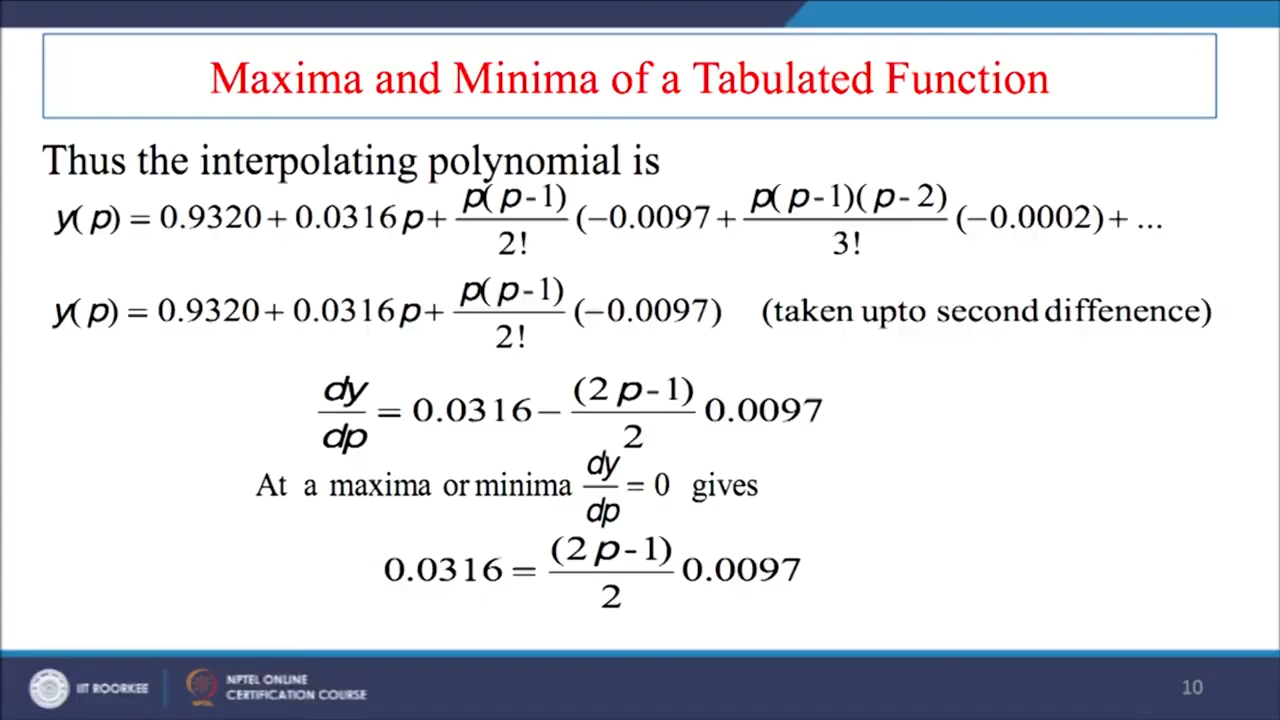 Maxima and Minima of a Tabulated Function
Thus the interpolating polynomial is
y(p) = 0.9320 + 0.0316 p + p(p-1)/2! (−0.0097 + p(p-1)(p-2)/3! (−0.0002) + ...
y(p) = 0.9320 + 0.0316 p + p(p-1)/2! (−0.0097) (taken upto second diffenence)
dy/dp = 0.0316 − (2p-1)/2 0.0097
At a maxima or minima dy/dp = 0 gives
0.0316 = (2p-1)/2 0.0097
IIT ROORKEE
NPTEL ONLINE
CERTIFICATION COURSE
10